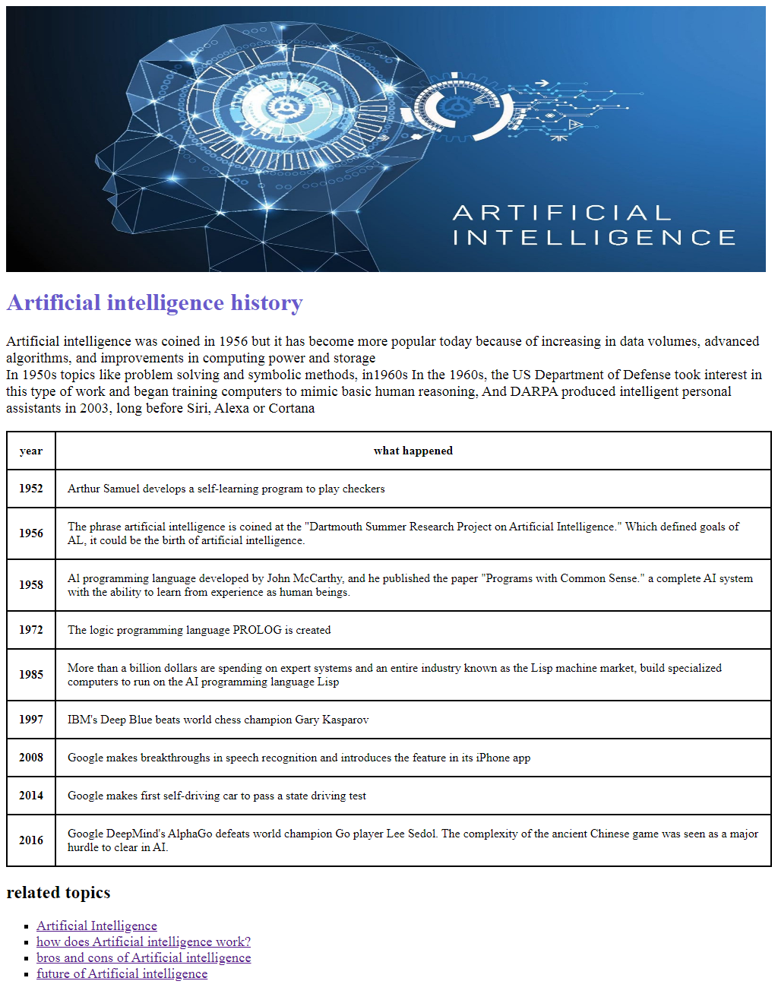 ARTIFICIAL
INTELLIGENCE
Artificial intelligence history
Artificial intelligence was coined in 1956 but it has become more popular today because of increasing in data volumes, advanced
algorithms, and improvements in computing power and storage
In 1950s topics like problem solving and symbolic methods, in1960s In the 1960s, the US Department of Defense took interest in
this type of work and began training computers to mimic basic human reasoning, And DARPA produced intelligent personal
assistants in 2003, long before Siri, Alexa or Cortana
year what happened
1952 Arthur Samuel develops a self-learning program to play checkers
The phrase artificial intelligence is coined at the "Dartmouth Summer Research Project on Artificial Intelligence." Which defined goals of
1956 AL, it could be the birth of artificial intelligence.
Al programming language developed by John McCarthy, and he published the paper "Programs with Common Sense." a complete AI system
1958 with the ability to learn from experience as human beings.
1972 The logic programming language PROLOG is created
More than a billion dollars are spending on expert systems and an entire industry known as the Lisp machine market, build specialized
1985 computers to run on the AI programming language Lisp
1997 IBM's Deep Blue beats world chess champion Gary Kasparov
2008 Google makes breakthroughs in speech recognition and introduces the feature in its iPhone app
2014 Google makes first self-driving car to pass a state driving test
Google DeepMind's AlphaGo defeats world champion Go player Lee Sedol. The complexity of the ancient Chinese game was seen as a major
2016 hurdle to clear in AI.
related topics
Artificial Intelligence
how does Artificial intelligence work?
bros and cons of Artificial intelligence
future of Artificial intelligence